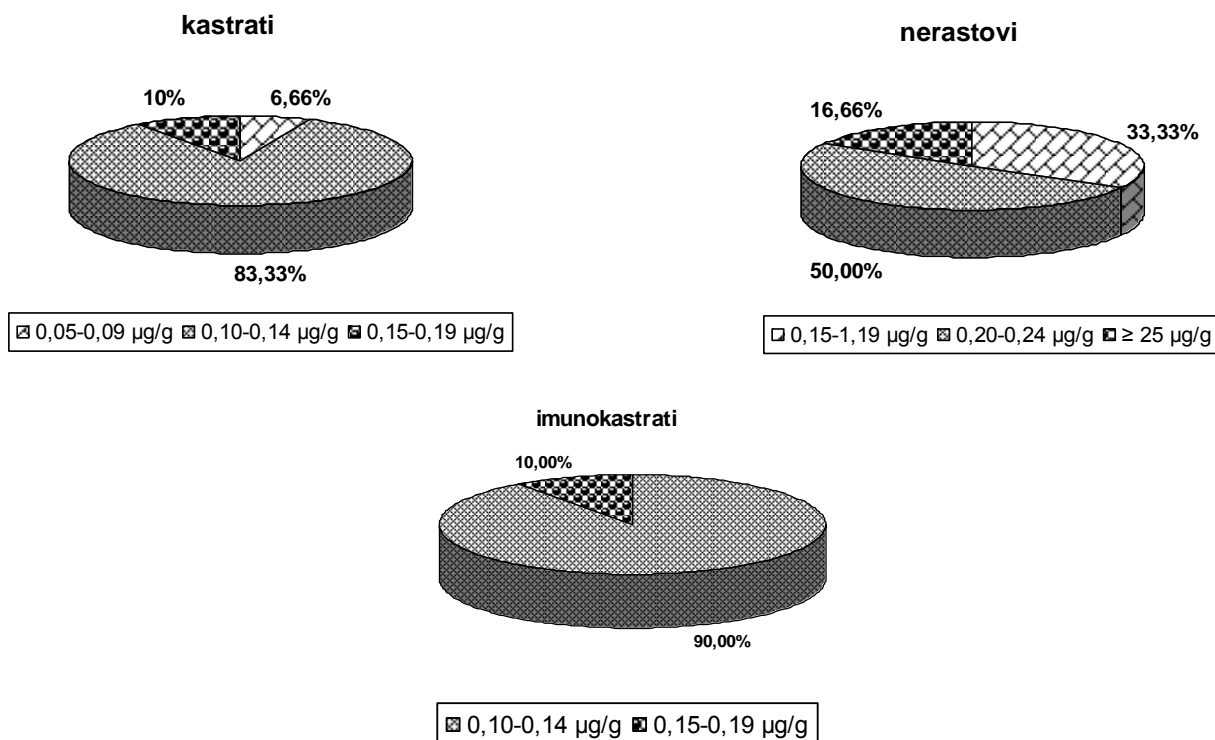 kastrati
10%
6,66%
83,33%
0,05-0,09 µg/g 0,10-0,14 µg/g 0,15-0,19 µg/g
nerastovi
16,66%
33,33%
50,00%
0,15-1,19 µg/g 0,20-0,24 µg/g ≥ 25 µg/g
imunokastrati
10,00%
90,00%
0,10-0,14 µg/g 0,15-0,19 µg/g